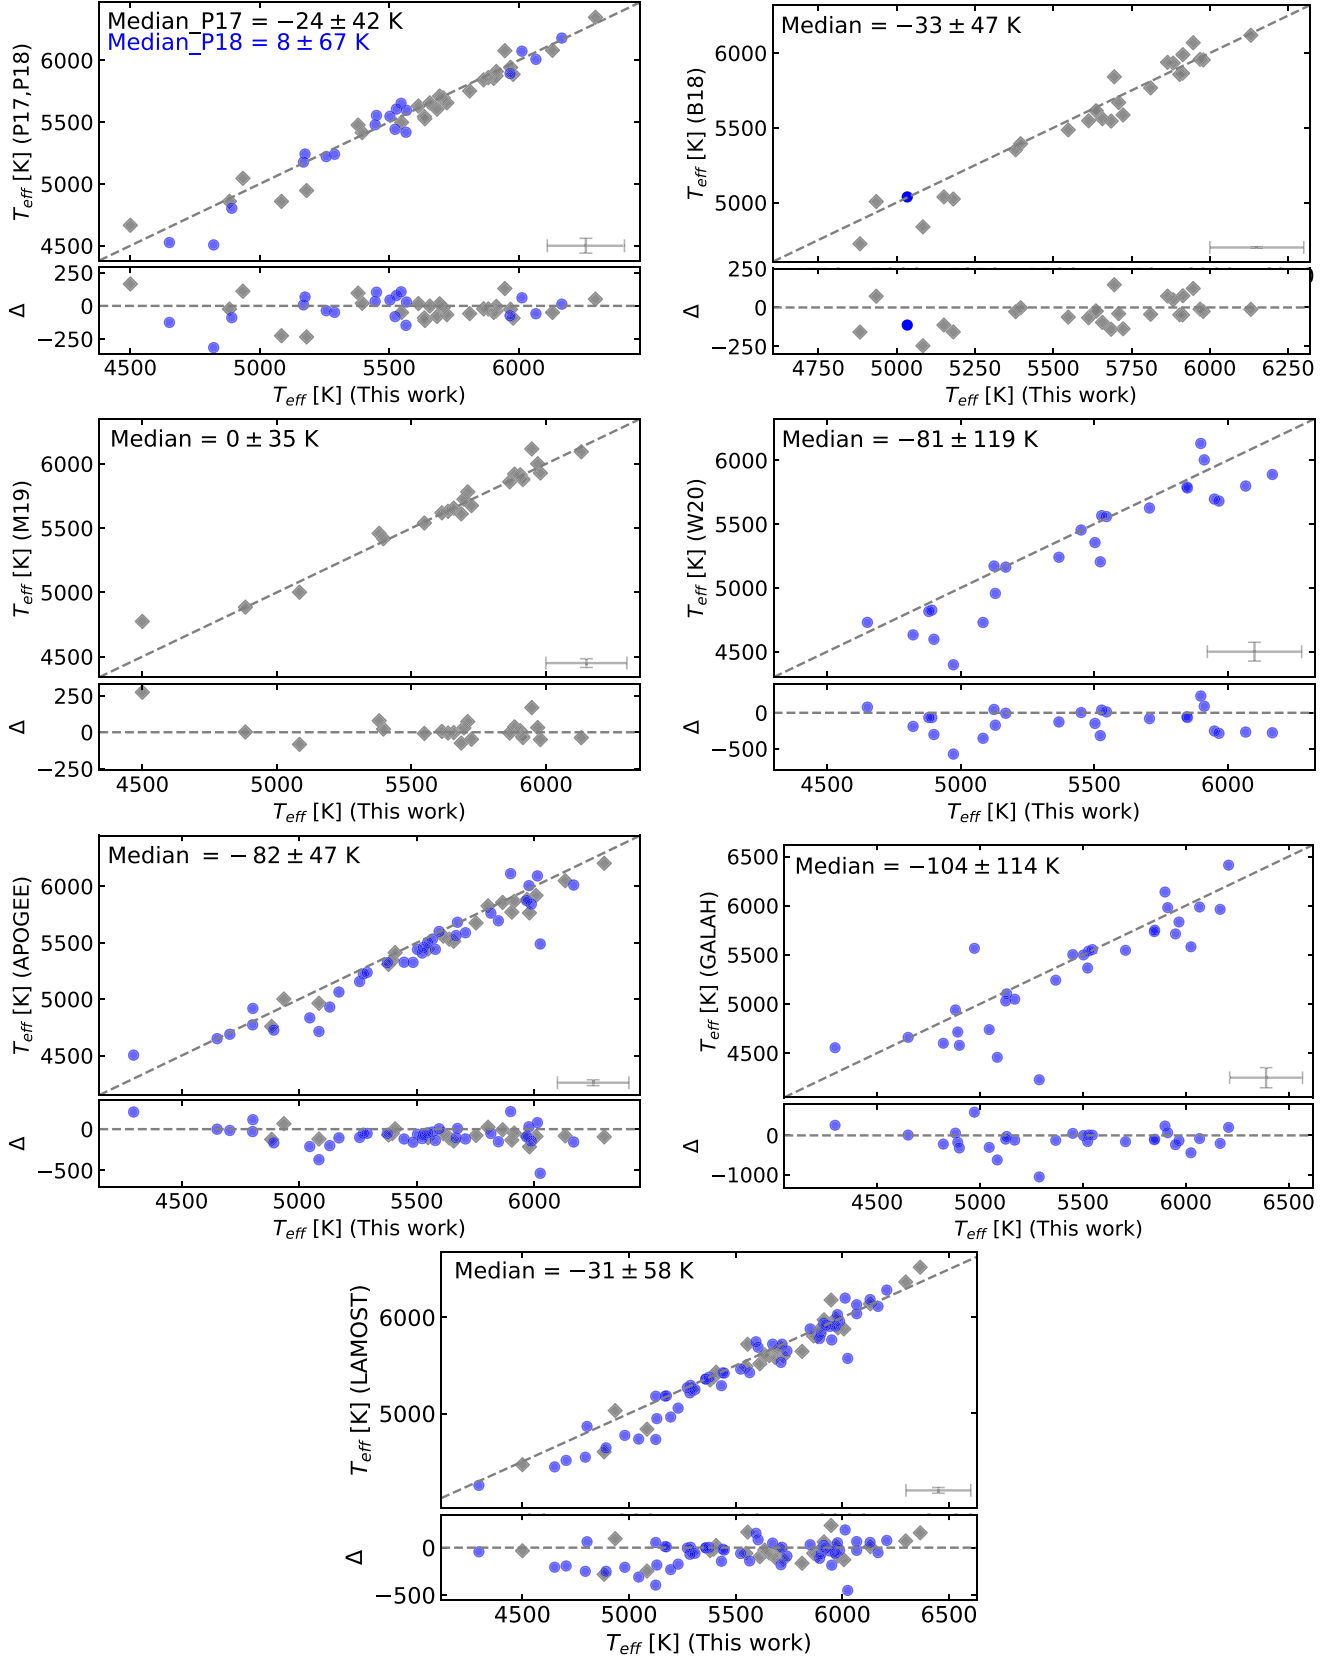 Median_P17 = −24 ± 42 K
Median_P18 = 8 ± 67 K
T_eff [K] (P17,P18)
6000
5500
5000
4500
250
0
−250
Δ
4500 5000 5500 6000
T_eff [K] (This work)
Median = −33 ± 47 K
T_eff [K] (B18)
6000
5500
5000
250
0
−250
Δ
4750 5000 5250 5500 5750 6000 6250
T_eff [K] (This work)
Median = 0 ± 35 K
T_eff [K] (M19)
6000
5500
5000
4500
250
0
−250
Δ
4500 5000 5500 6000
T_eff [K] (This work)
Median = −81 ± 119 K
T_eff [K] (W20)
6000
5500
5000
4500
0
−500
Δ
4500 5000 5500 6000
T_eff [K] (This work)
Median = − 82 ± 47 K
T_eff [K] (APOGEE)
6000
5500
5000
4500
0
−500
Δ
4500 5000 5500 6000
T_eff [K] (This work)
Median = −104 ± 114 K
T_eff [K] (GALAH)
6500
6000
5500
5000
4500
0
−1000
Δ
4500 5000 5500 6000 6500
T_eff [K] (This work)
Median = −31 ± 58 K
T_eff [K] (LAMOST)
6000
5000
0
−500
Δ
4500 5000 5500 6000 6500
T_eff [K] (This work)